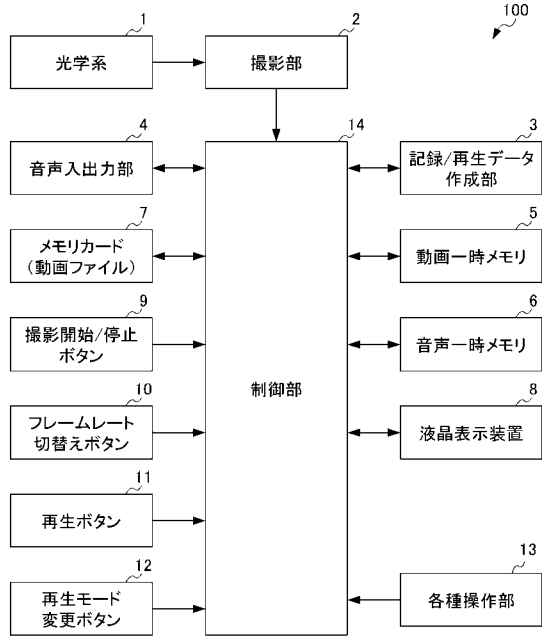 100
1
光学系
2
撮影部
4
音声入出力部
14
制御部
3
記録/再生データ
作成部
7
メモリカード
(動画ファイル)
5
動画一時メモリ
9
撮影開始/停止
ボタン
6
音声一時メモリ
10
フレームレート
切替えボタン
8
液晶表示装置
11
再生ボタン
12
再生モード
変更ボタン
13
各種操作部